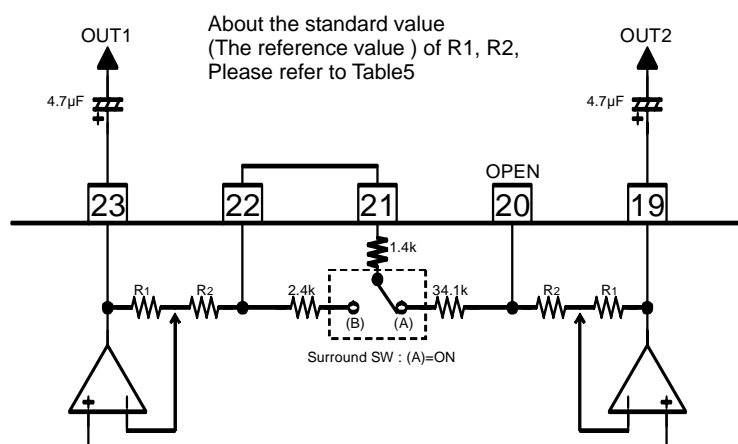 About the standard value
(The reference value ) of R1, R2,
Please refer to Table5
OUT1
OUT2
4.7µF
+
4.7µF
+
OPEN
23
22
21
20
19
1.4k
R1
R2
2.4k
34.1k
R2
R1
(B)
(A)
Surround SW : (A)=ON
+
+